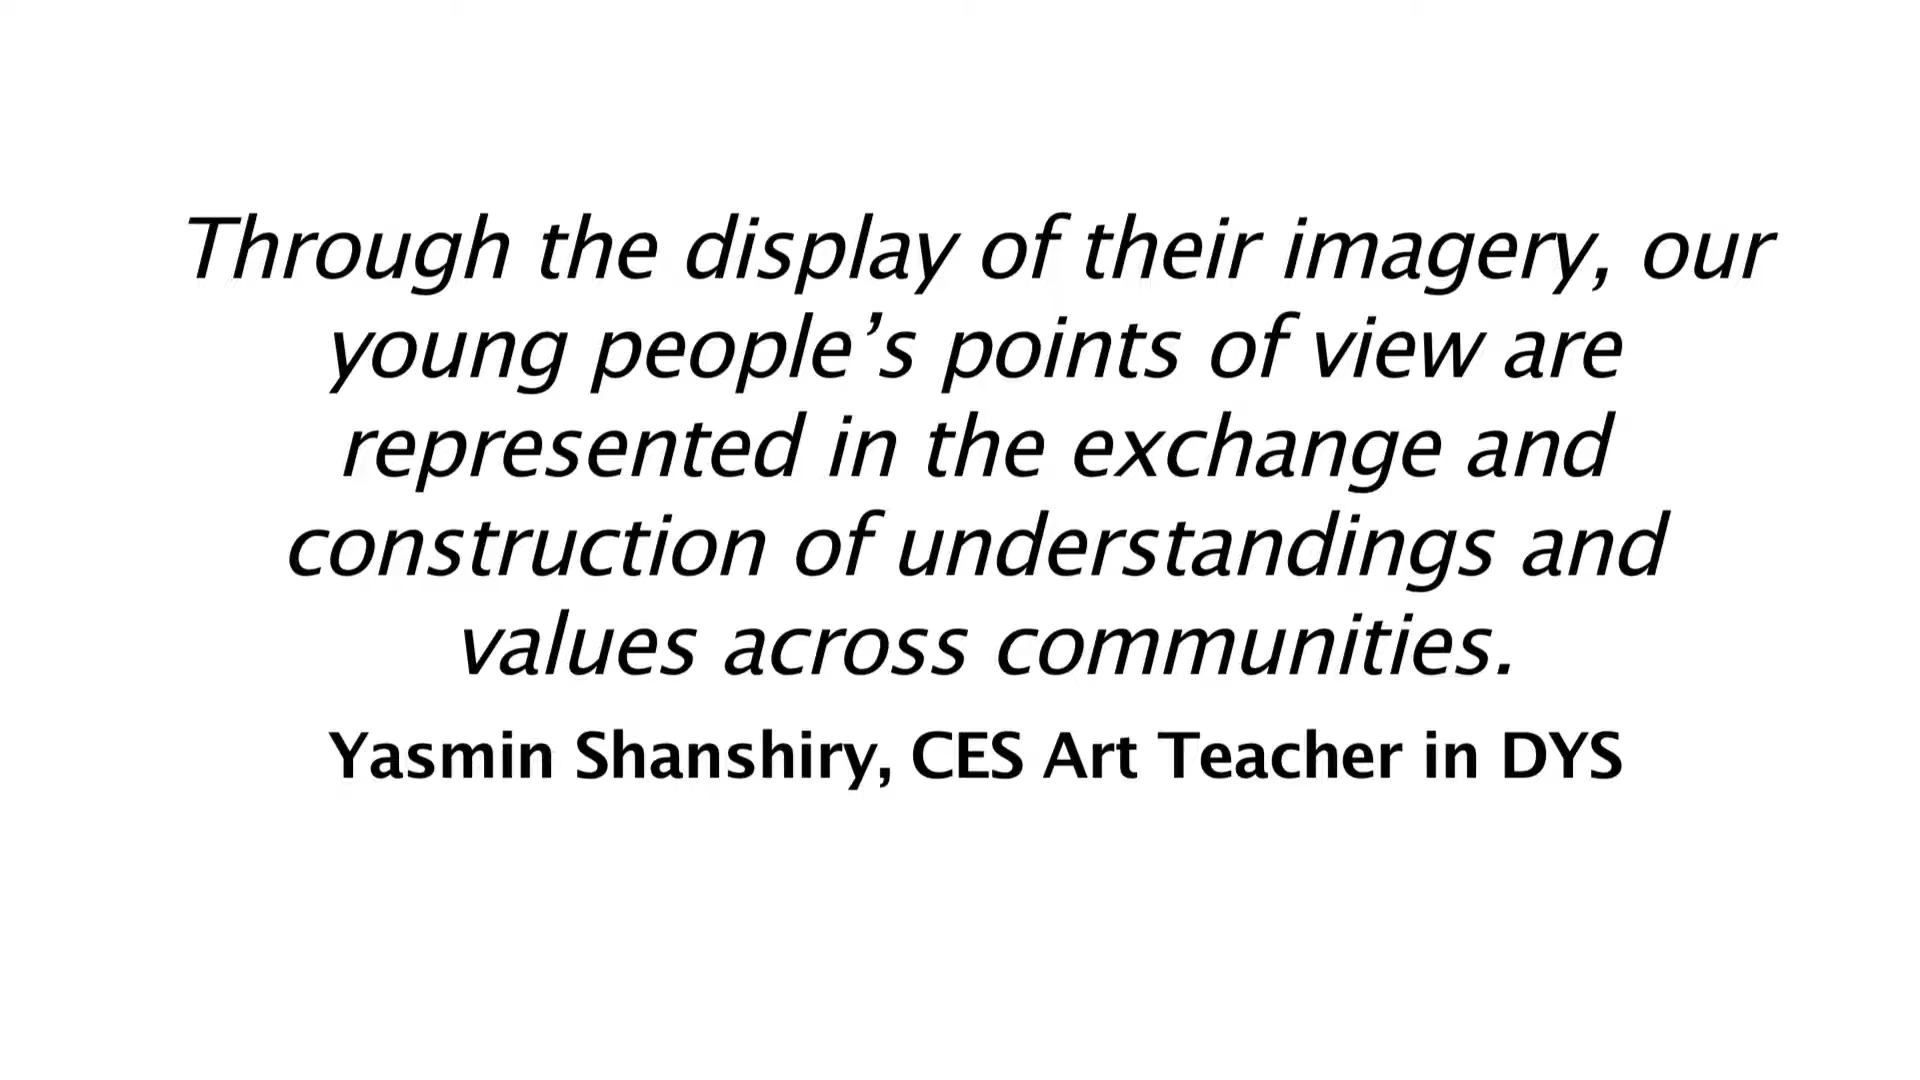 Through the display of their imagery, our
young people’s points of view are
represented in the exchange and
construction of understandings and
values across communities.
Yasmin Shanshiry, CES Art Teacher in DYS